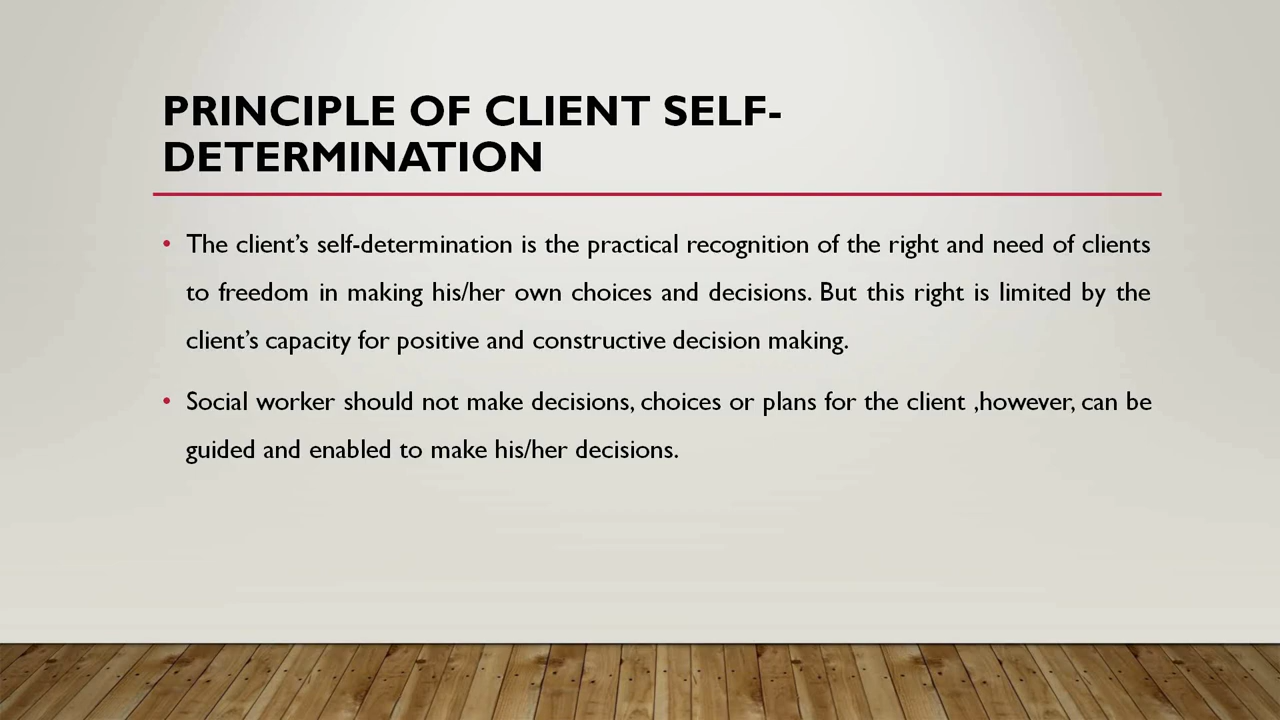 PRINCIPLE OF CLIENT SELF-
DETERMINATION
• The client’s self-determination is the practical recognition of the right and need of clients
to freedom in making his/her own choices and decisions. But this right is limited by the
client’s capacity for positive and constructive decision making.
• Social worker should not make decisions, choices or plans for the client ,however, can be
guided and enabled to make his/her decisions.